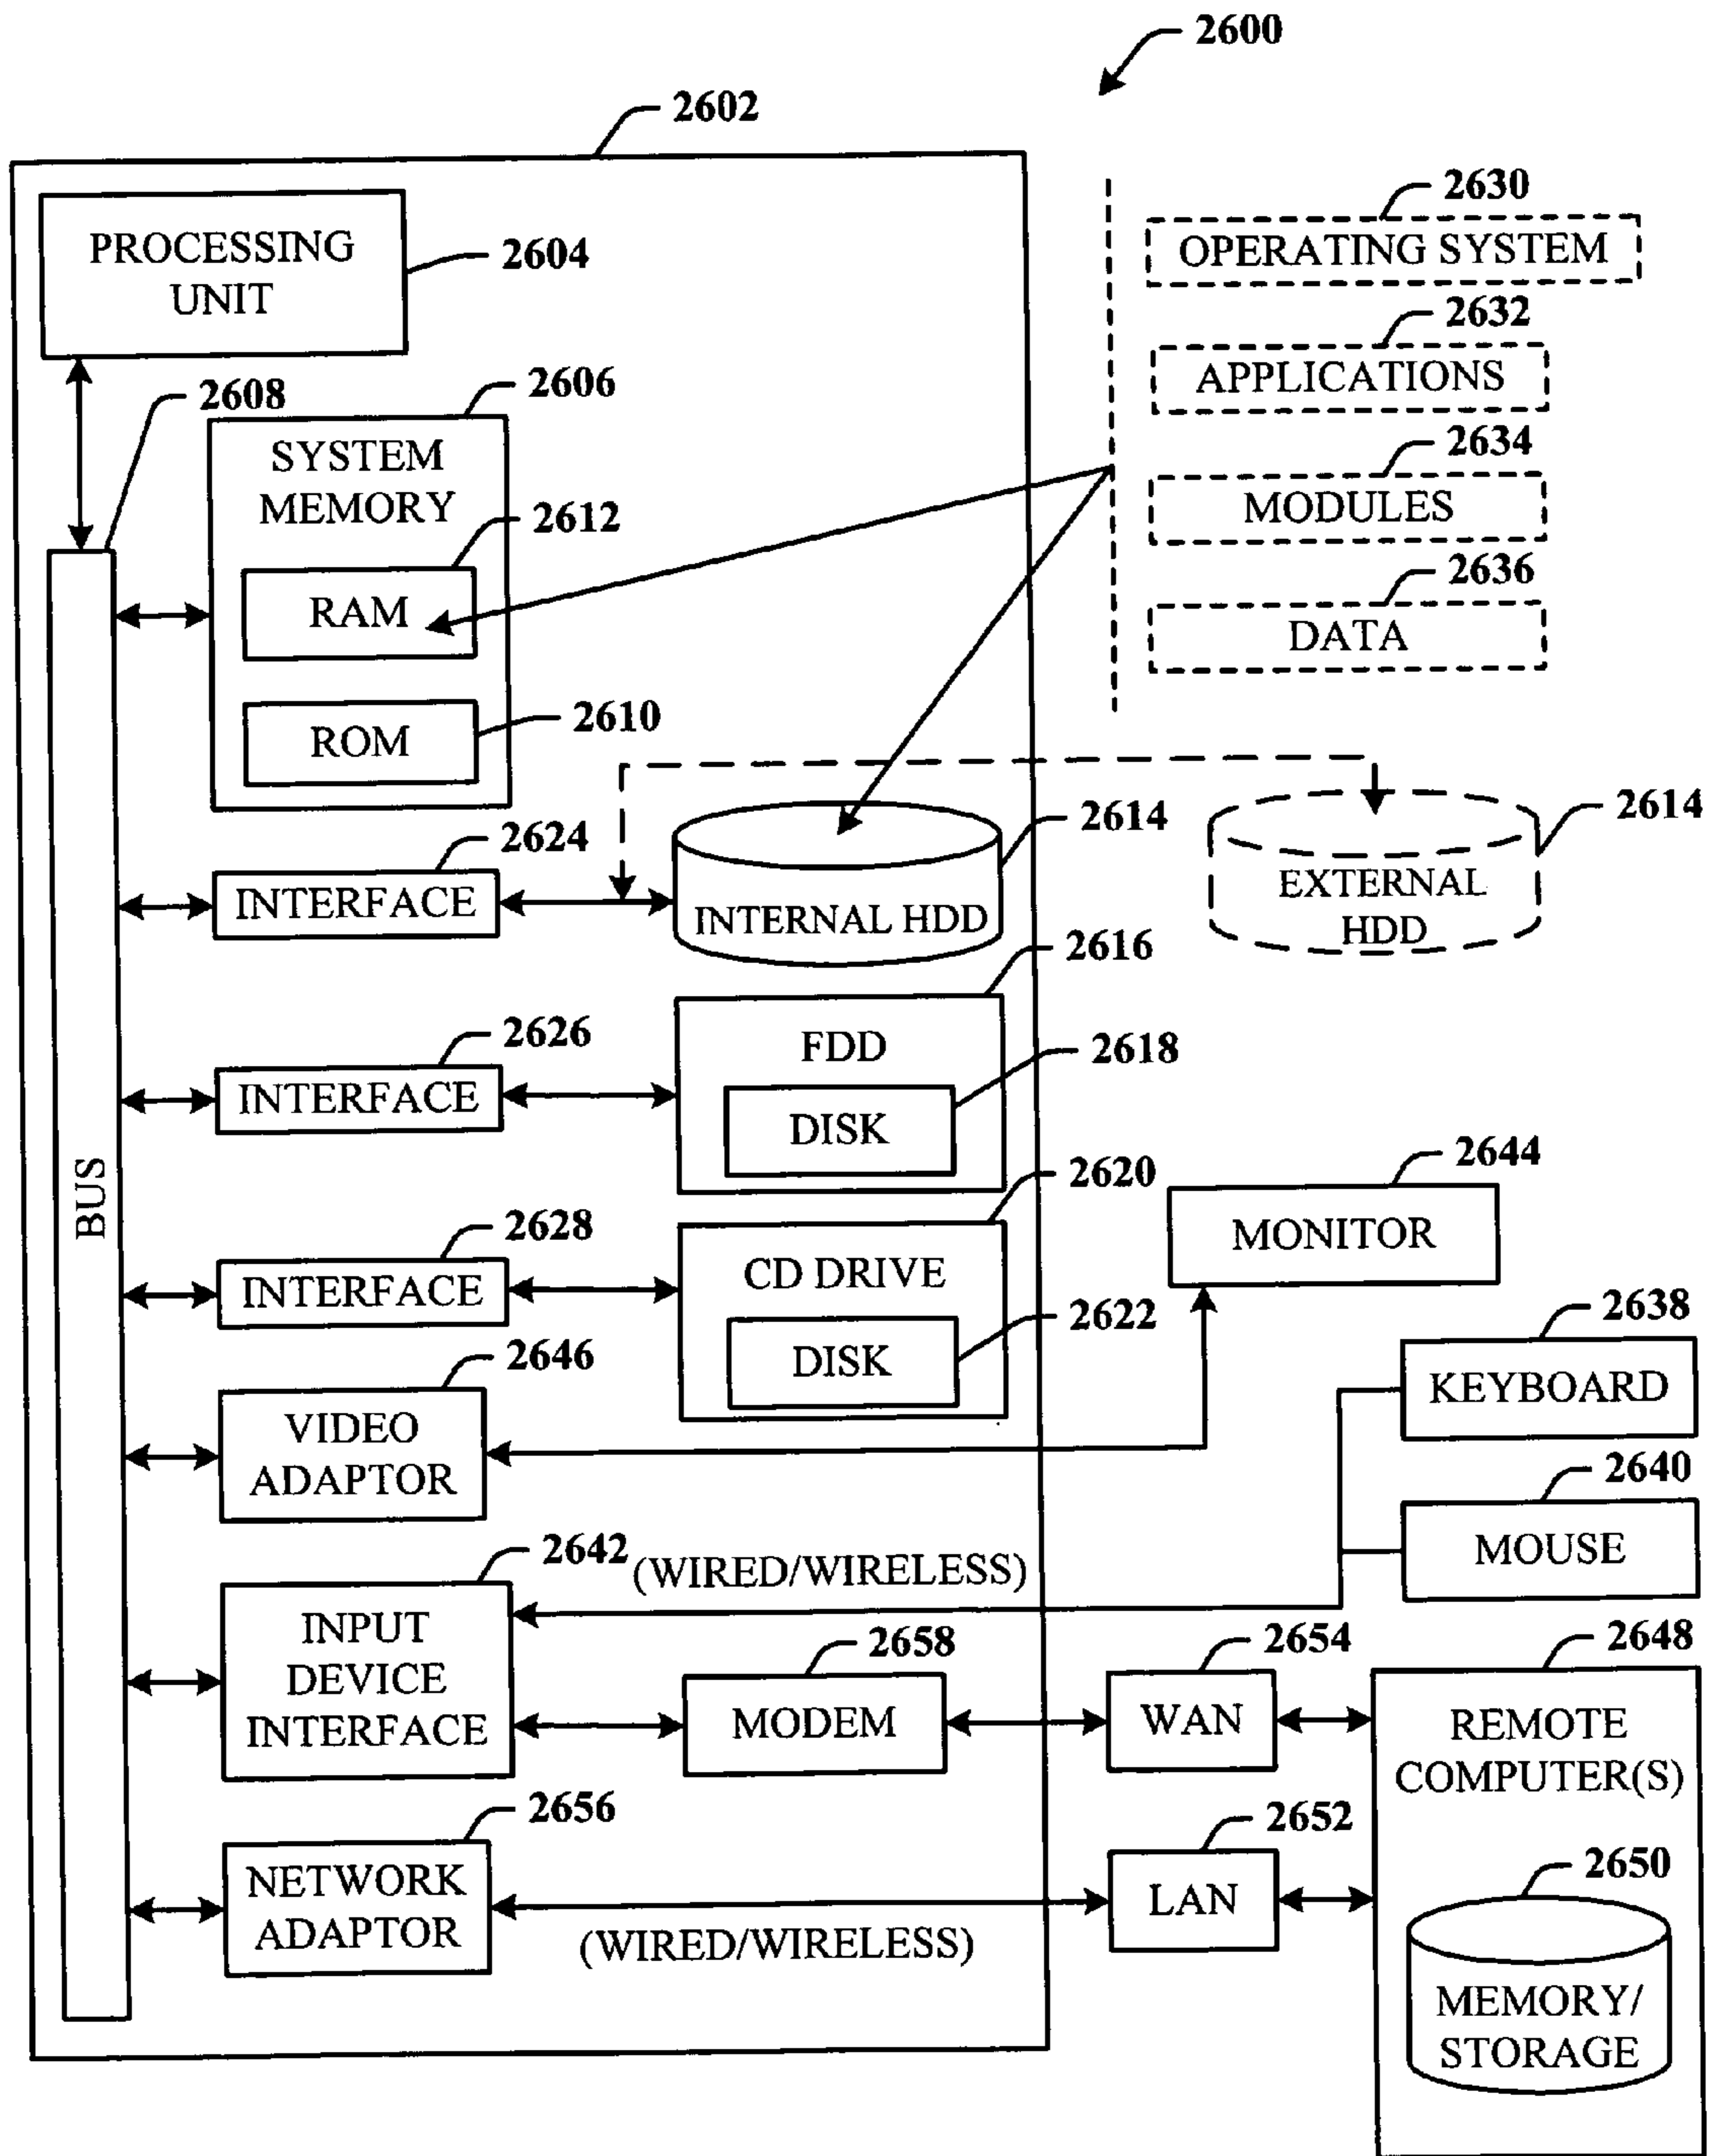 2600
2602
PROCESSING
UNIT
2604
2630
OPERATING SYSTEM
2632
APPLICATIONS
2634
MODULES
2636
DATA
2608
2606
SYSTEM
MEMORY
2612
RAM
2610
ROM
2624
INTERFACE
2614
INTERNAL HDD
2614
EXTERNAL
HDD
2616
FDD
2626
INTERFACE
2618
DISK
BUS
2620
CD DRIVE
2628
INTERFACE
2622
DISK
2644
MONITOR
2638
KEYBOARD
2646
VIDEO
ADAPTOR
2640
MOUSE
2642
(WIRED/WIRELESS)
INPUT
DEVICE
INTERFACE
2658
MODEM
2654
WAN
2648
REMOTE
COMPUTER(S)
2656
NETWORK
ADAPTOR
(WIRED/WIRELESS)
2652
LAN
2650
MEMORY/
STORAGE